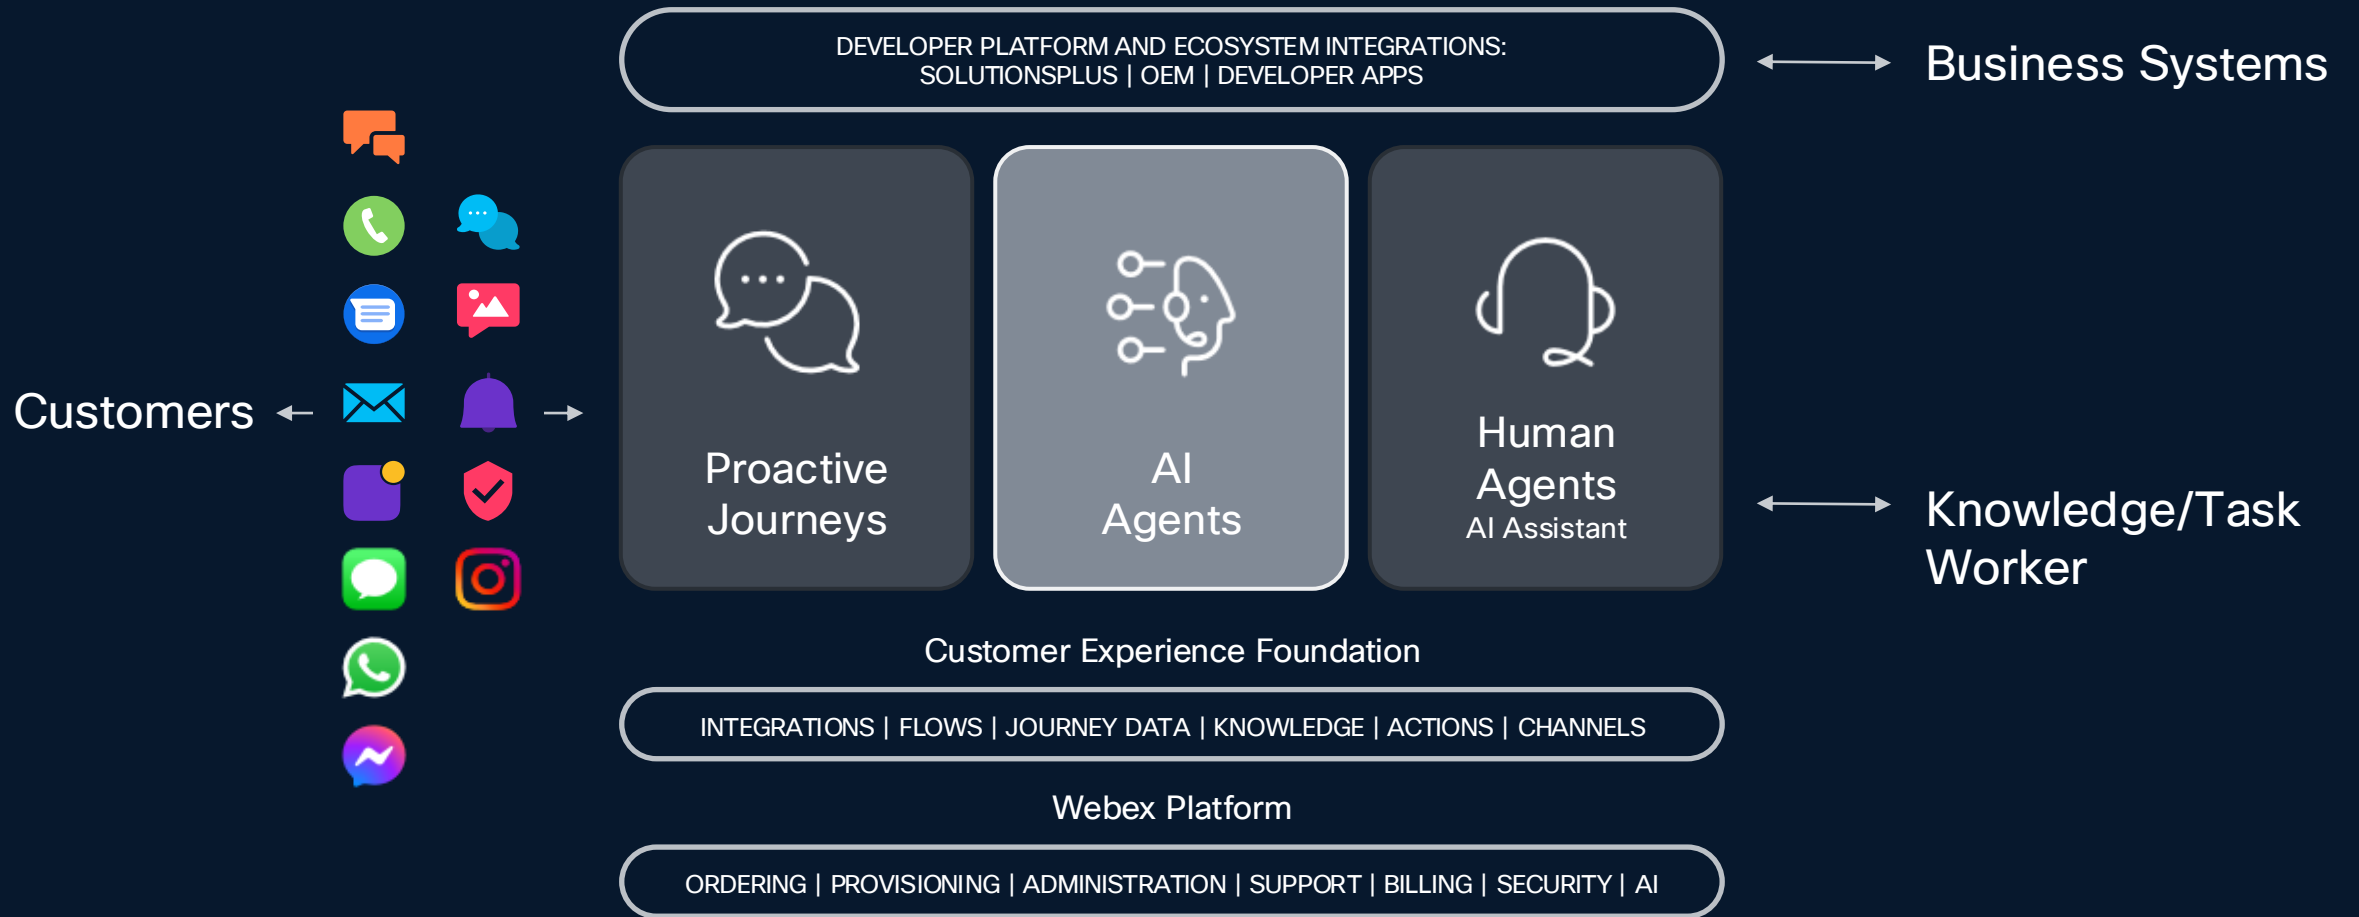 DEVELOPER PLATFORM AND ECOSYSTEM INTEGRATIONS:
SOLUTIONSPLUS | OEM | DEVELOPER APPS
Business Systems
Customers
Proactive
Journeys
AI
Agents
Human
Agents
AI Assistant
Knowledge/Task
Worker
Customer Experience Foundation
INTEGRATIONS | FLOWS | JOURNEY DATA | KNOWLEDGE | ACTIONS | CHANNELS
Webex Platform
ORDERING | PROVISIONING | ADMINISTRATION | SUPPORT | BILLING | SECURITY | AI